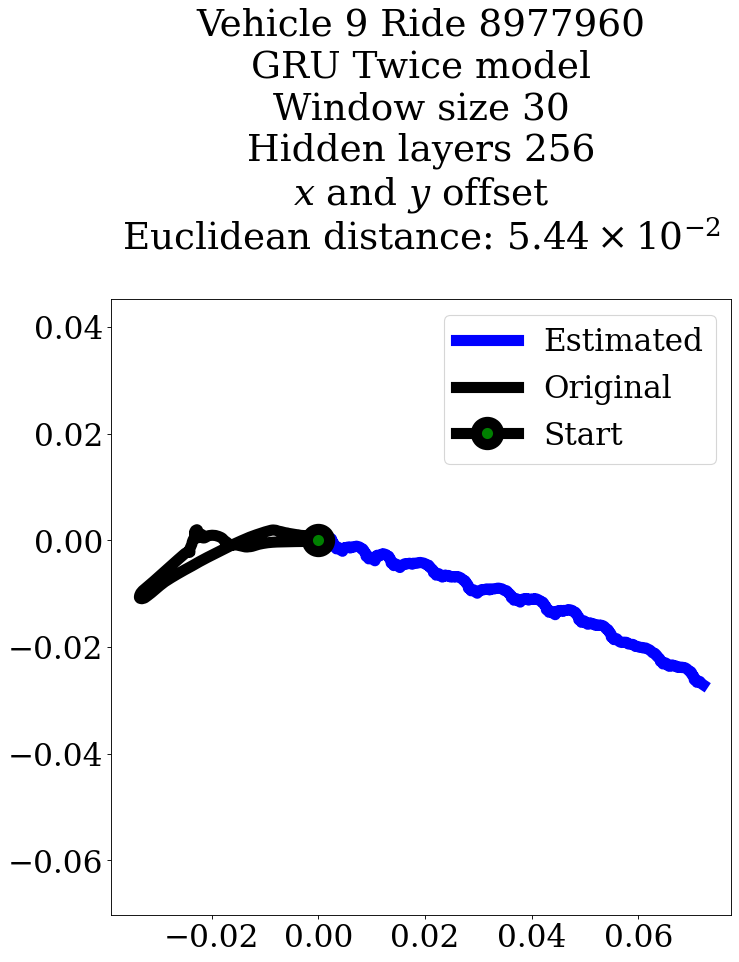 Vehicle 9 Ride 8977960
GRU Twice model
Window size 30
Hidden layers 256
x and y offset
Euclidean distance: 5.44 × 10⁻²
Estimated
Original
Start
0.04
0.02
0.00
−0.02
−0.04
−0.06
−0.02 0.00 0.02 0.04 0.06